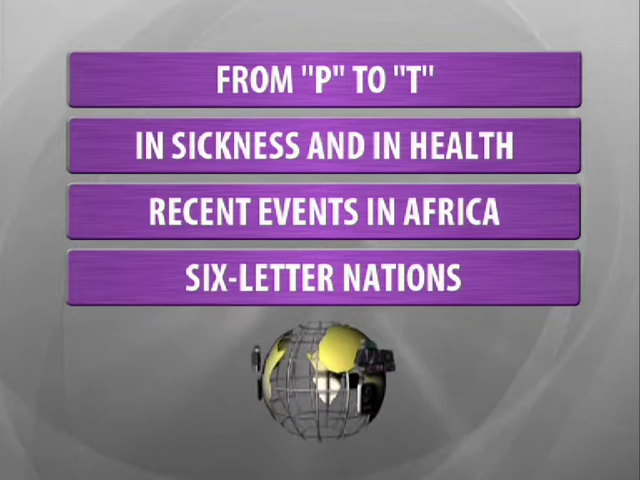 FROM "P" TO "T"
IN SICKNESS AND IN HEALTH
RECENT EVENTS IN AFRICA
SIX-LETTER NATIONS